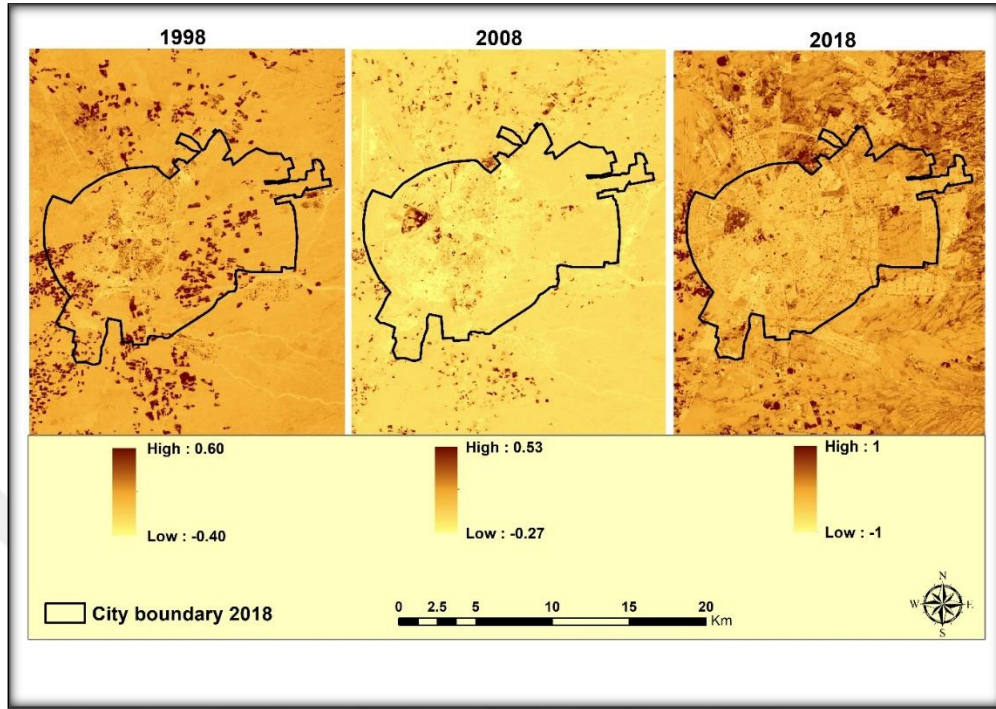 1998
2008
2018
High : 0.60
Low : -0.40
High : 0.53
Low : -0.27
High : 1
Low : -1
City boundary 2018
0 2.5 5 10 15 20
Km
N
W E
S